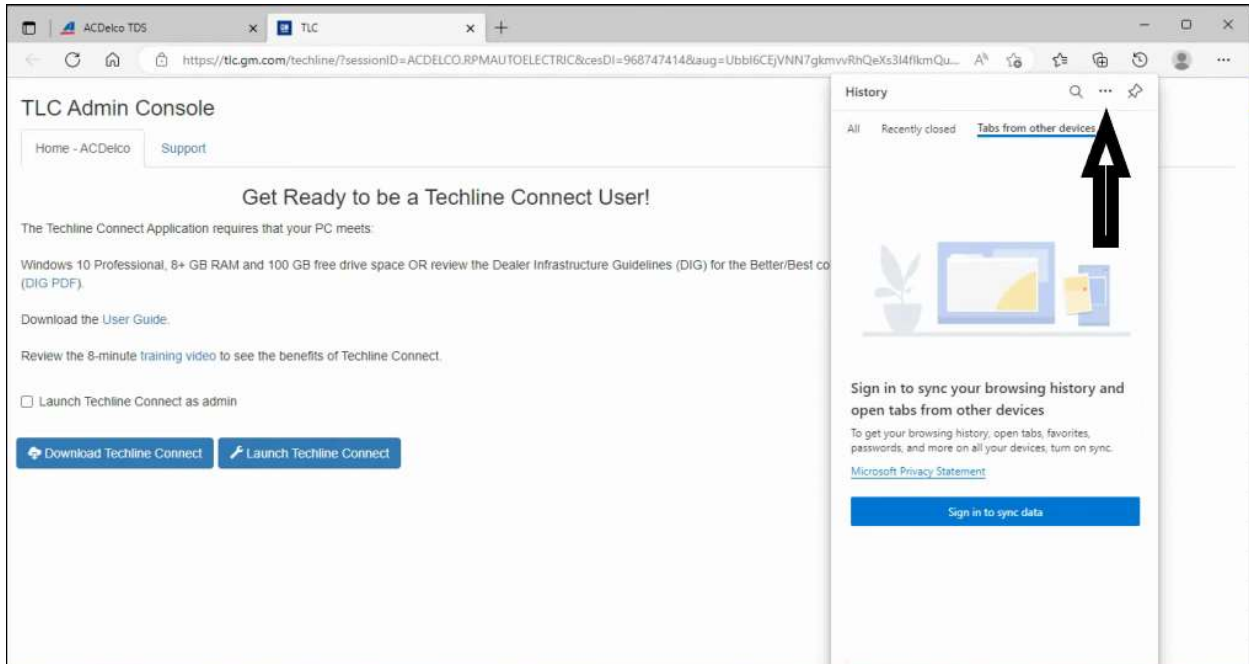 ACDelco TDS
TLC
https://tlc.gm.com/techline/?sessionID=ACDELCO.RPMAUTOELECTRIC&cesDI=968747414&aug=
TLC Admin Console
Home - ACDelco
Support
Get Ready to be a Techline Connect User!
The Techline Connect Application requires that your PC meets:
Windows 10 Professional, 8+ GB RAM and 100 GB free drive space OR review the Dealer Infrastructure Guidelines (DIG) for the Better/Best
(DIG PDF).
Download the User Guide.
Review the 8-minute training video to see the benefits of Techline Connect.
Launch Techline Connect as admin
Download Techline Connect
Launch Techline Connect
History
All Recently closed Tabs from other devices
Sign in to sync your browsing history and
open tabs from other devices
To get your browsing history, open tabs, favorites,
passwords, and more on all your devices, turn on sync.
Microsoft Privacy Statement
Sign in to sync data